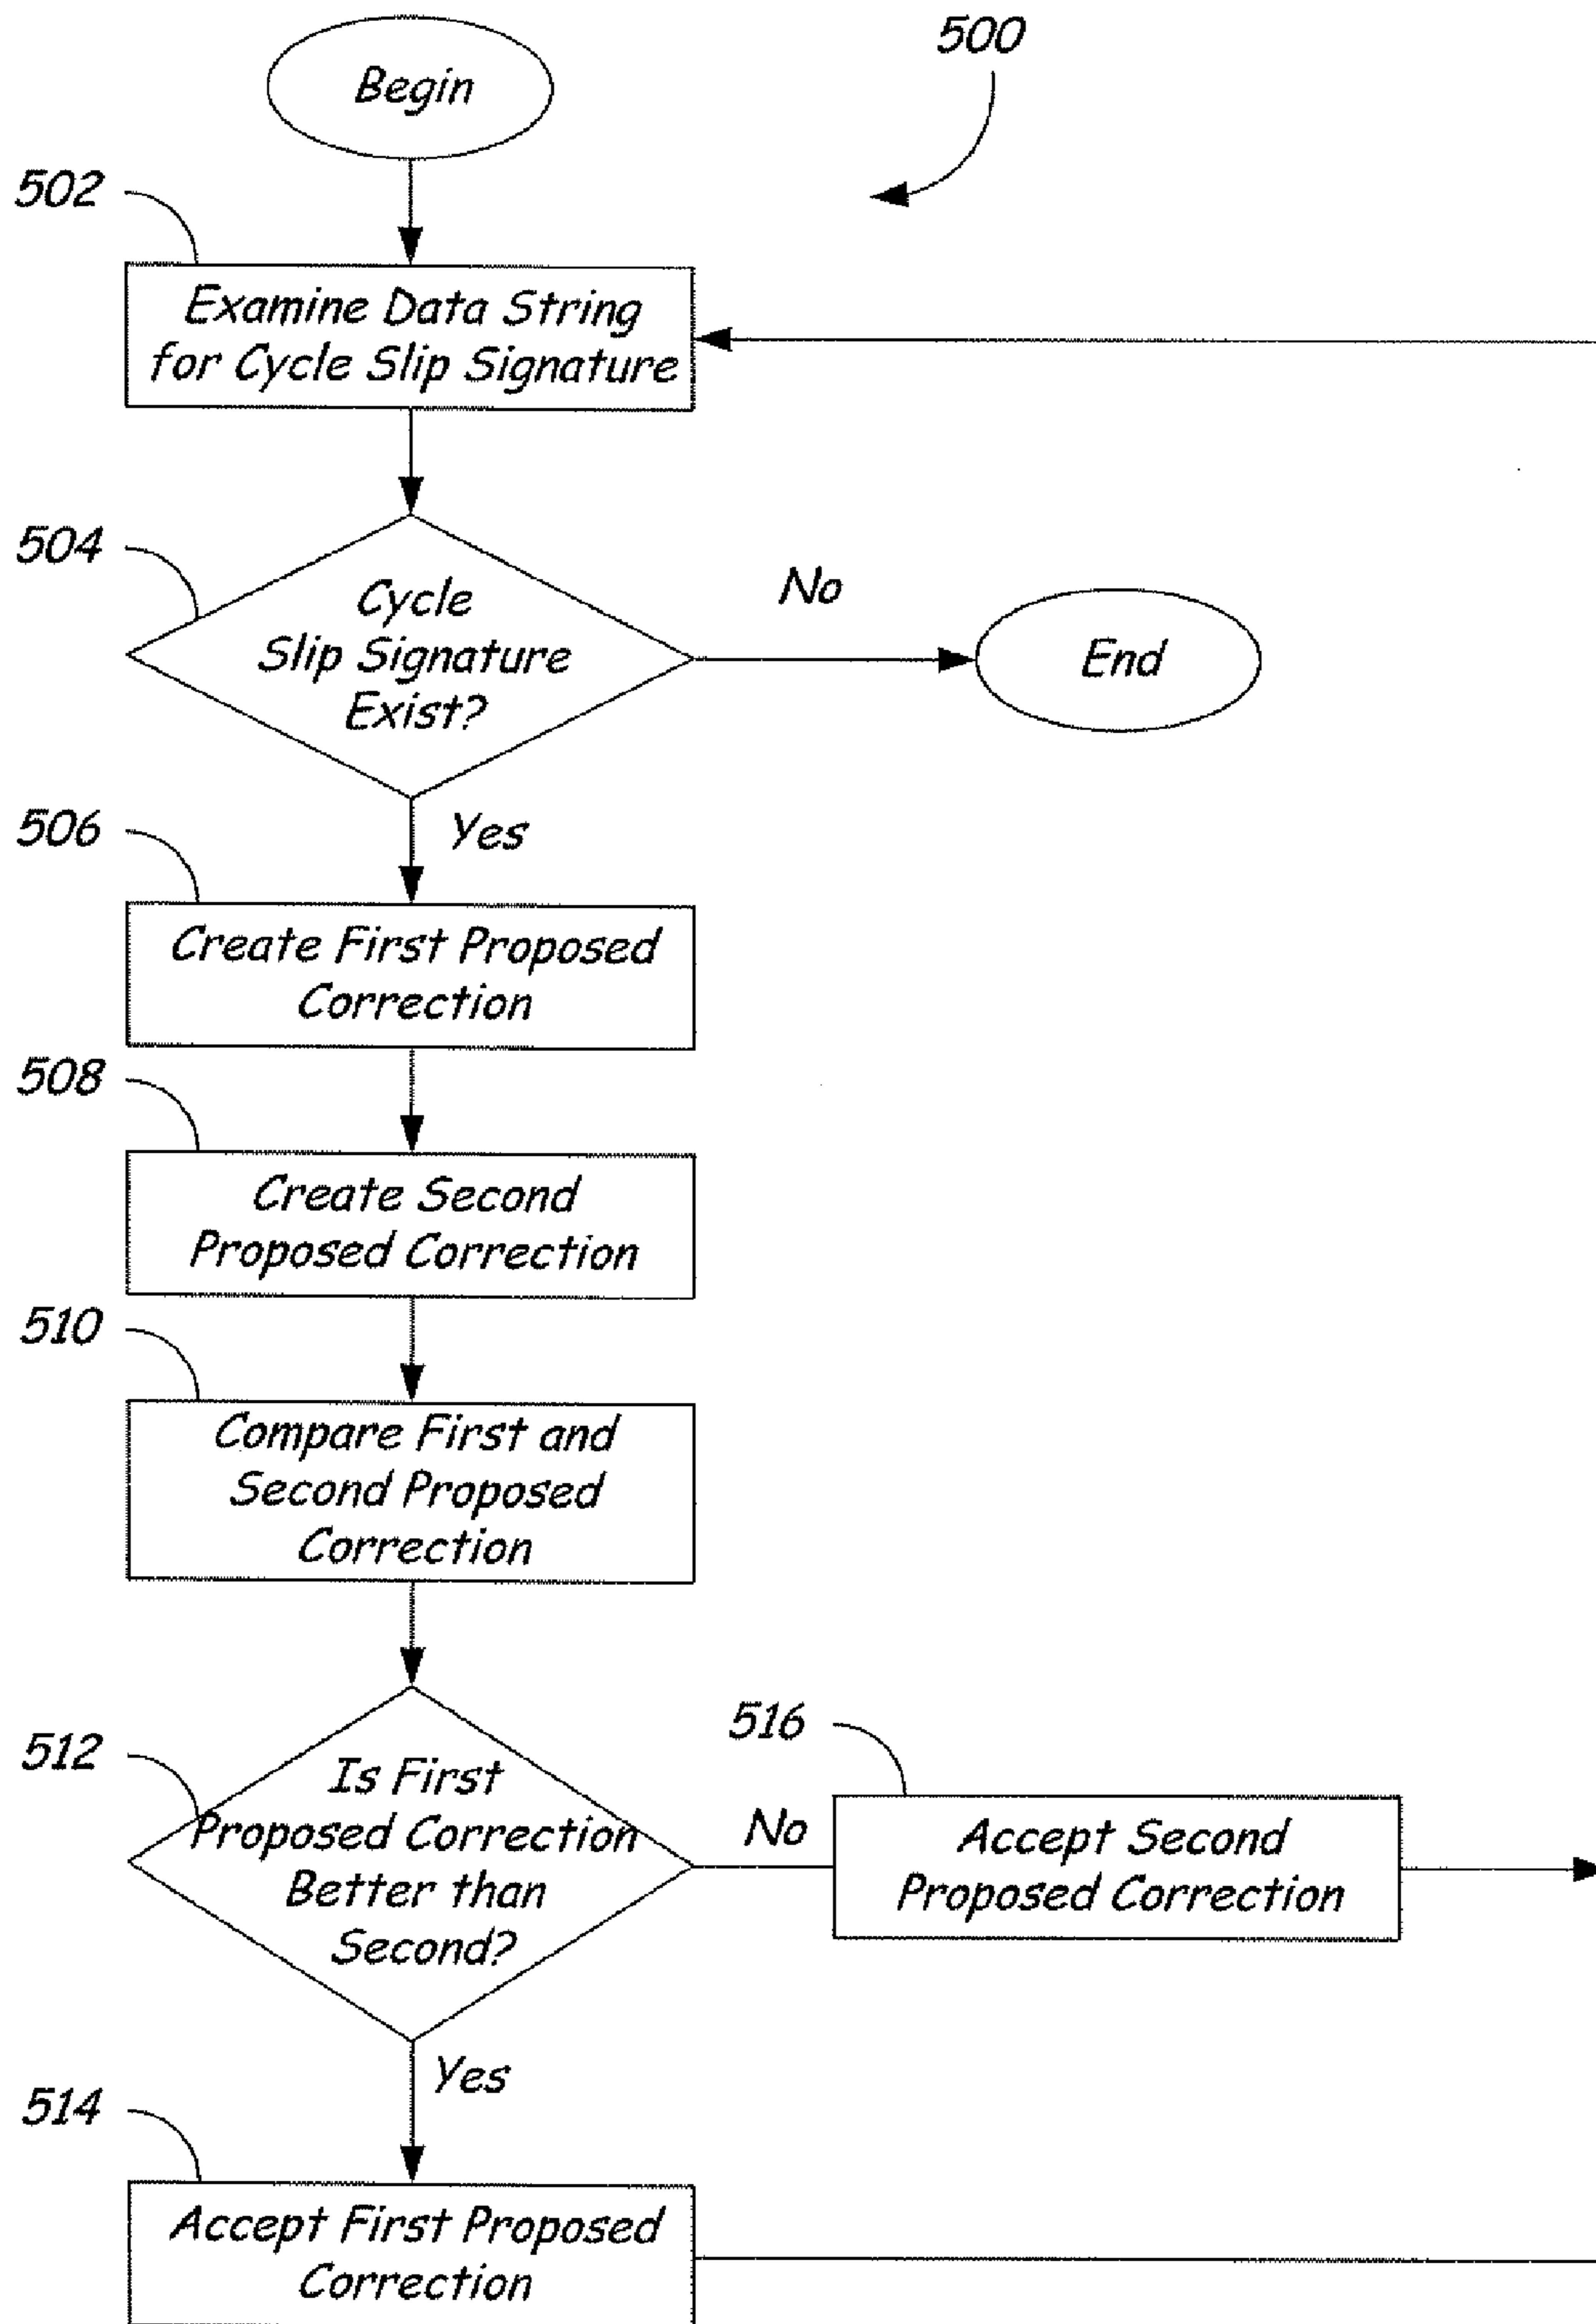 Begin
500
502
Examine Data String
for Cycle Slip Signature
504
Cycle
Slip Signature
Exist?
No
End
Yes
506
Create First Proposed
Correction
508
Create Second
Proposed Correction
510
Compare First and
Second Proposed
Correction
512
Is First
Proposed Correction
Better than
Second?
No
516
Accept Second
Proposed Correction
Yes
514
Accept First Proposed
Correction